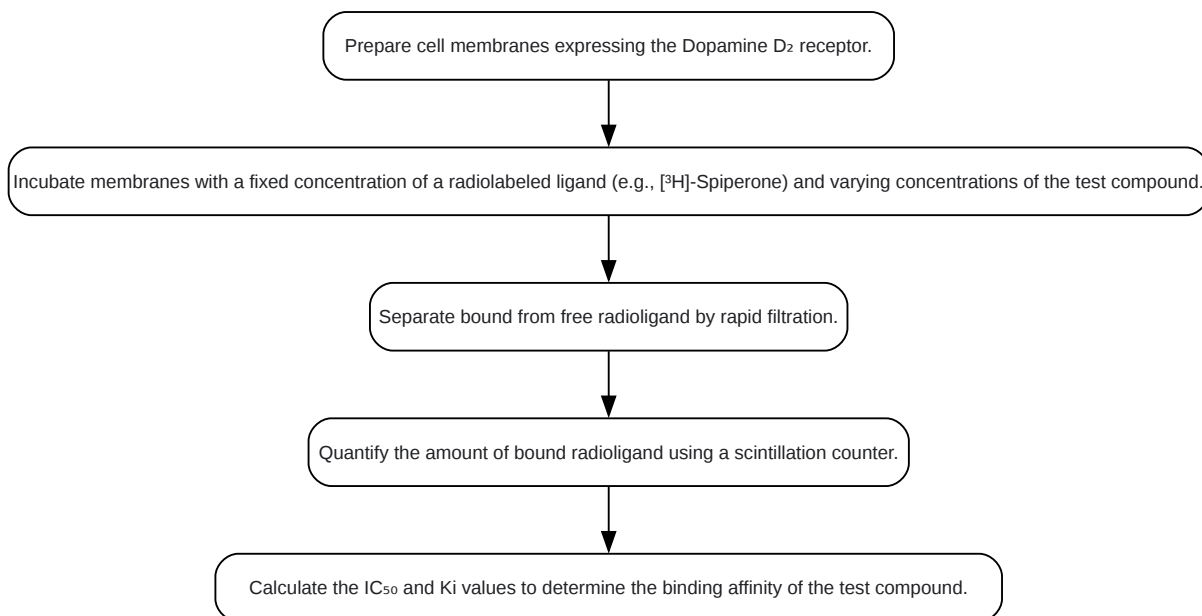 Prepare cell membranes expressing the Dopamine D₂ receptor.
Incubate membranes with a fixed concentration of a radiolabeled ligand (e.g., [³H]-Spiperone) and varying concentrations of the test compound.
Separate bound from free radioligand by rapid filtration.
Quantify the amount of bound radioligand using a scintillation counter.
Calculate the IC₅₀ and Ki values to determine the binding affinity of the test compound.